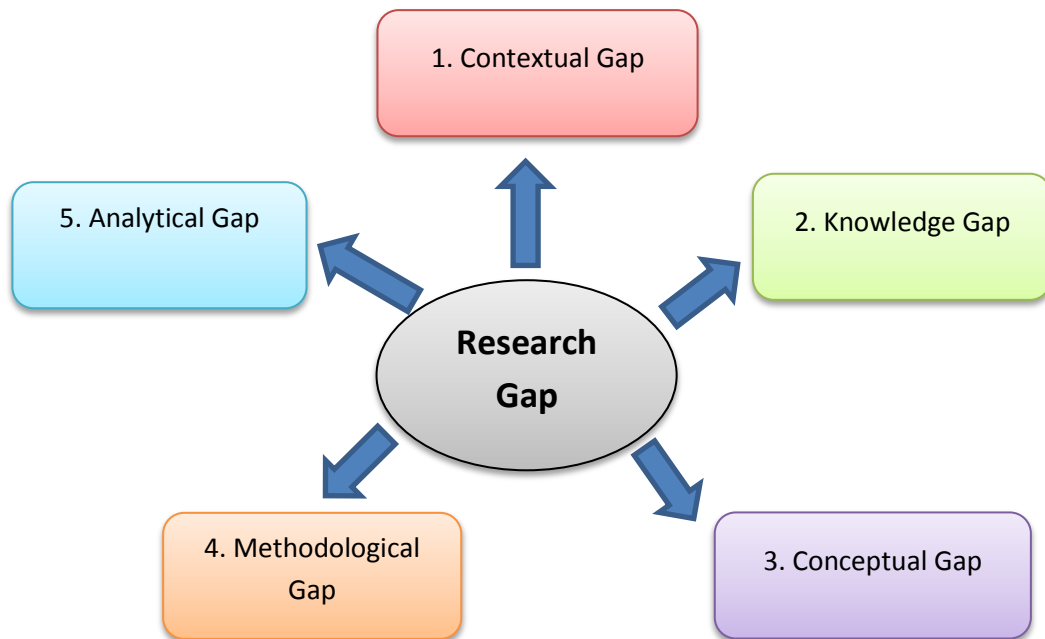 1. Contextual Gap
5. Analytical Gap
2. Knowledge Gap
Research
Gap
4. Methodological
Gap
3. Conceptual Gap